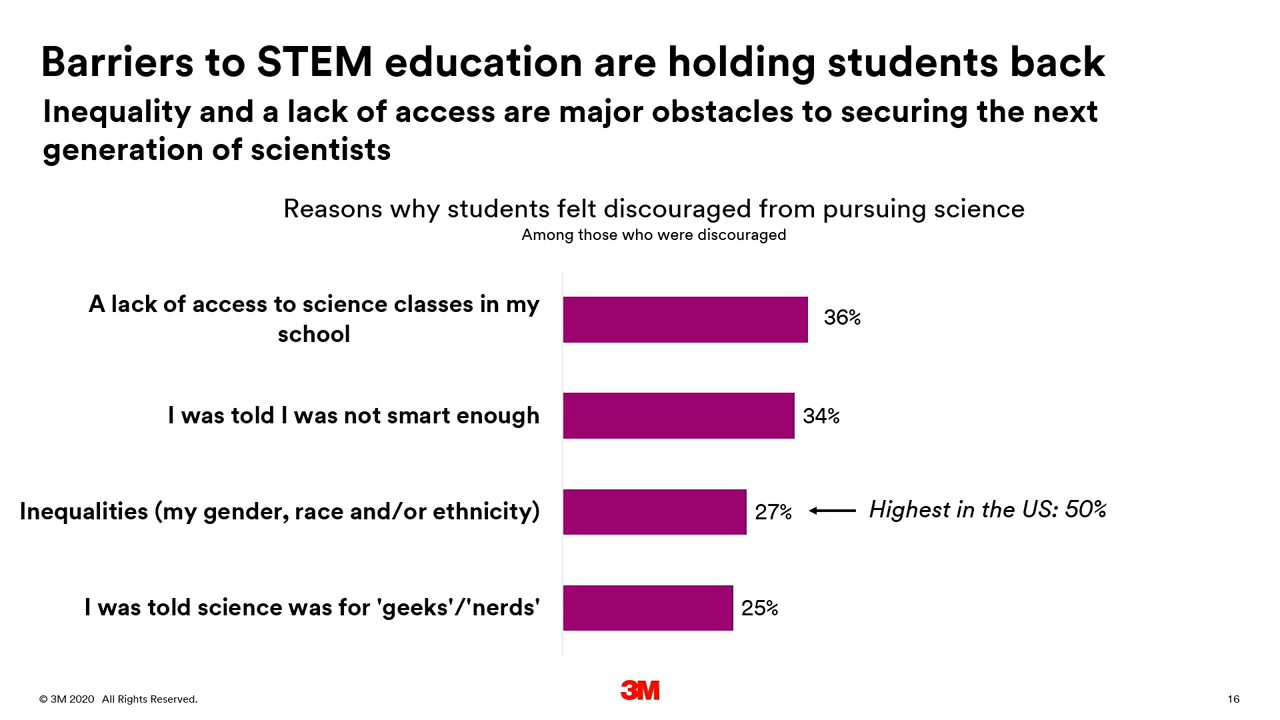 Barriers to STEM education are holding students back
Inequality and a lack of access are major obstacles to securing the next
generation of scientists
Reasons why students felt discouraged from pursuing science
Among those who were discouraged
A lack of access to science classes in my
school
36%
I was told I was not smart enough
34%
Inequalities (my gender, race and/or ethnicity)
27%
Highest in the US: 50%
I was told science was for 'geeks'/'nerds'
25%
© 3M 2020 All Rights Reserved.
3M
16